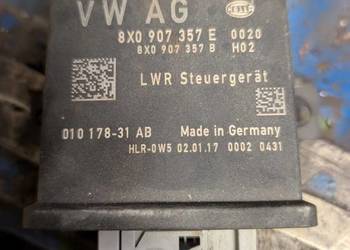 VW AG HELLA
8X0 907 357 E 0020
8X0 907 357 B H02
LWR Steuergerät
010 178-31 AB Made in Germany
HLR-0W5 02.01.17 0002 0431